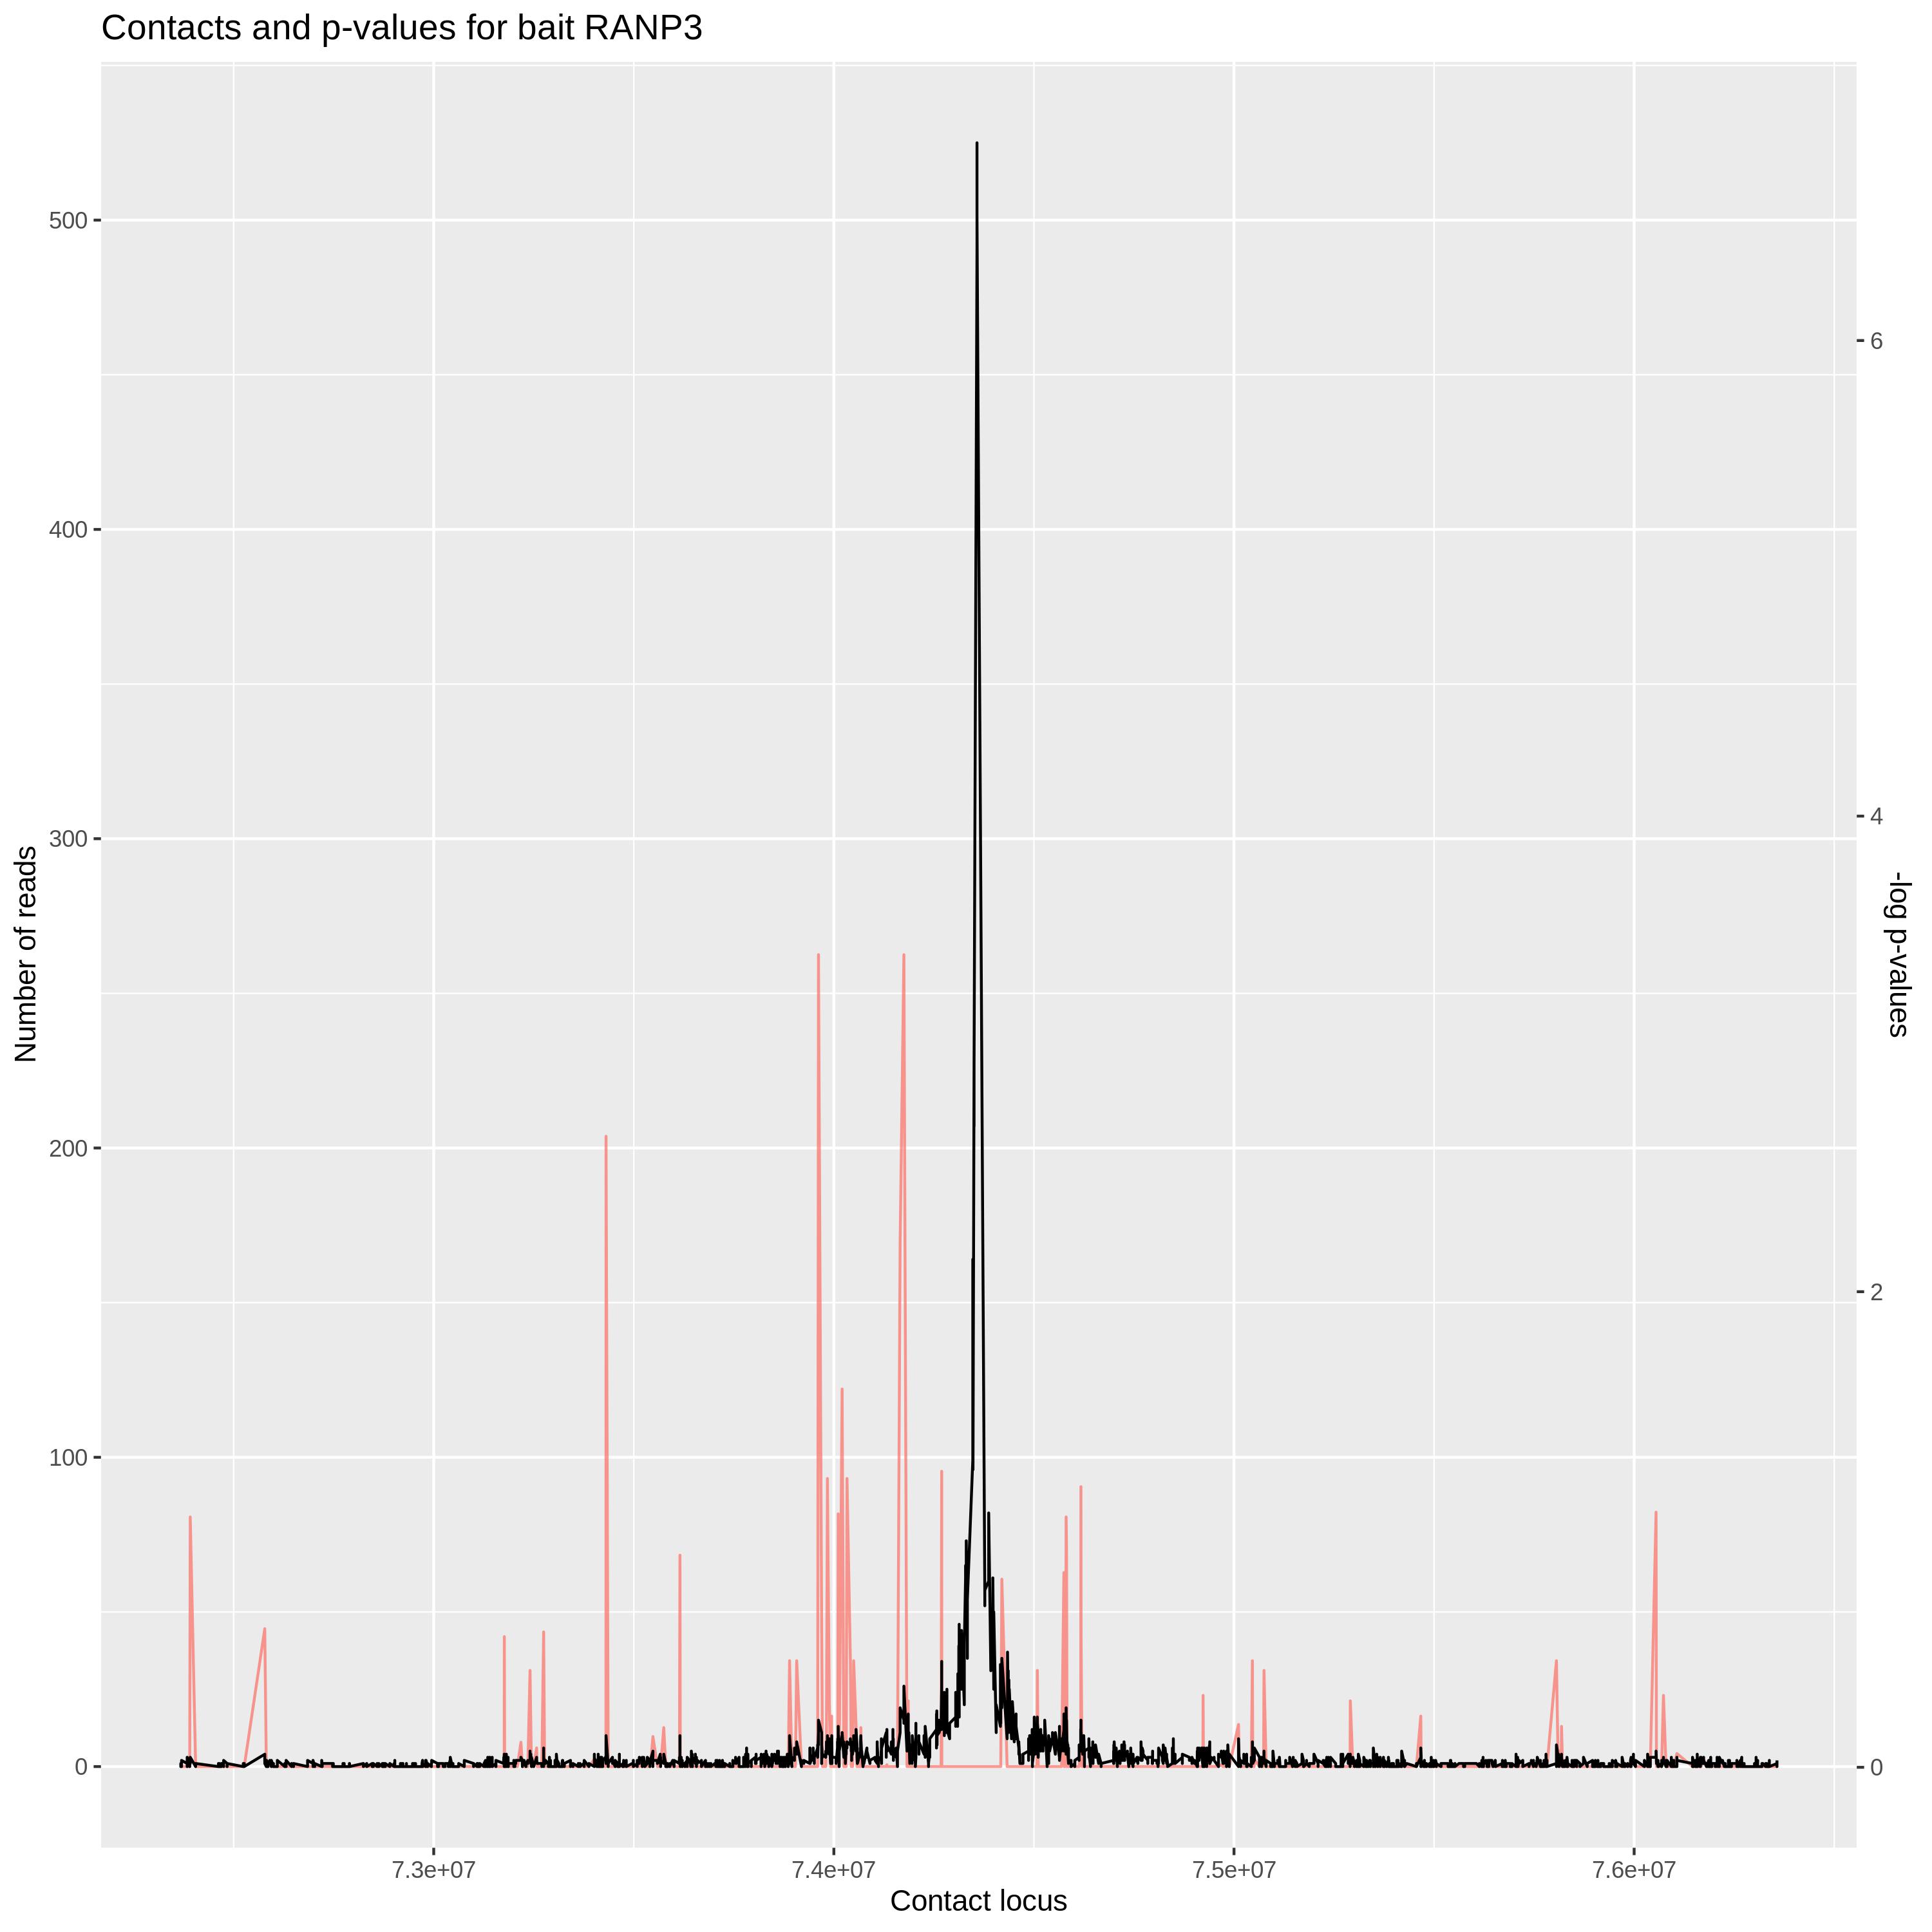 Contacts and p-values for bait RANP3
500
400
300
200
100
0
Number of reads
6
4
2
0
-log p-values
7.3e+07
7.4e+07
7.5e+07
7.6e+07
Contact locus